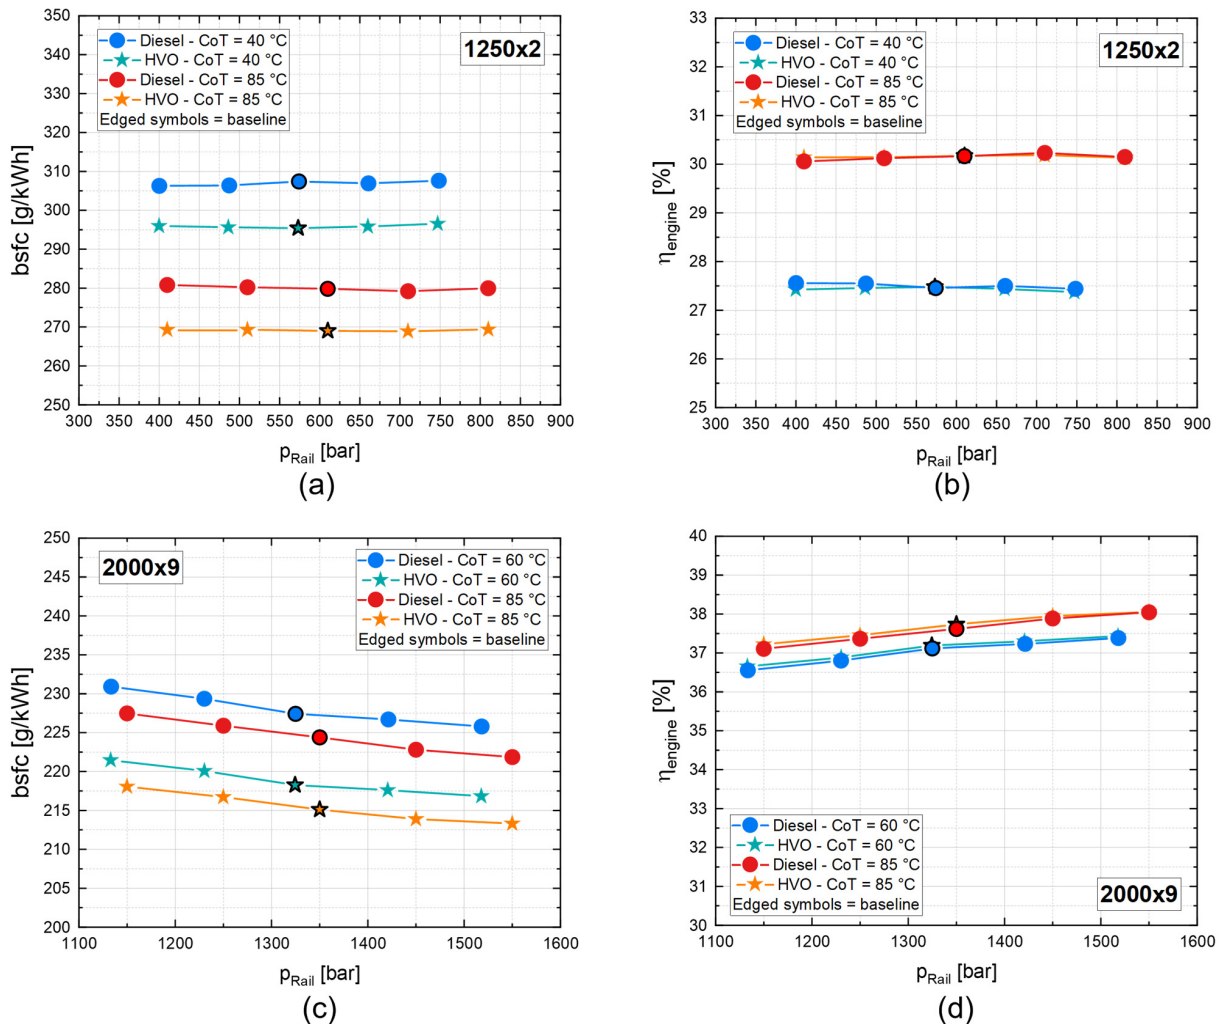 350
340
330
320
310
300
290
280
270
260
250
bsfc [g/kWh]
Diesel - CoT = 40 °C
HVO - CoT = 40 °C
Diesel - CoT = 85 °C
HVO - CoT = 85 °C
Edged symbols = baseline
1250x2
300 350 400 450 500 550 600 650 700 750 800 850 900
pRail [bar]
(a)
33
32
31
30
29
28
27
26
25
ηengine [%]
Diesel - CoT = 40 °C
HVO - CoT = 40 °C
Diesel - CoT = 85 °C
HVO - CoT = 85 °C
Edged symbols = baseline
1250x2
300 350 400 450 500 550 600 650 700 750 800 850 900
pRail [bar]
(b)
250
245
240
235
230
225
220
215
210
205
200
bsfc [g/kWh]
2000x9
Diesel - CoT = 60 °C
HVO - CoT = 60 °C
Diesel - CoT = 85 °C
HVO - CoT = 85 °C
Edged symbols = baseline
1100 1200 1300 1400 1500 1600
pRail [bar]
(c)
40
39
38
37
36
35
34
33
32
31
30
ηengine [%]
Diesel - CoT = 60 °C
HVO - CoT = 60 °C
Diesel - CoT = 85 °C
HVO - CoT = 85 °C
Edged symbols = baseline
2000x9
1100 1200 1300 1400 1500 1600
pRail [bar]
(d)